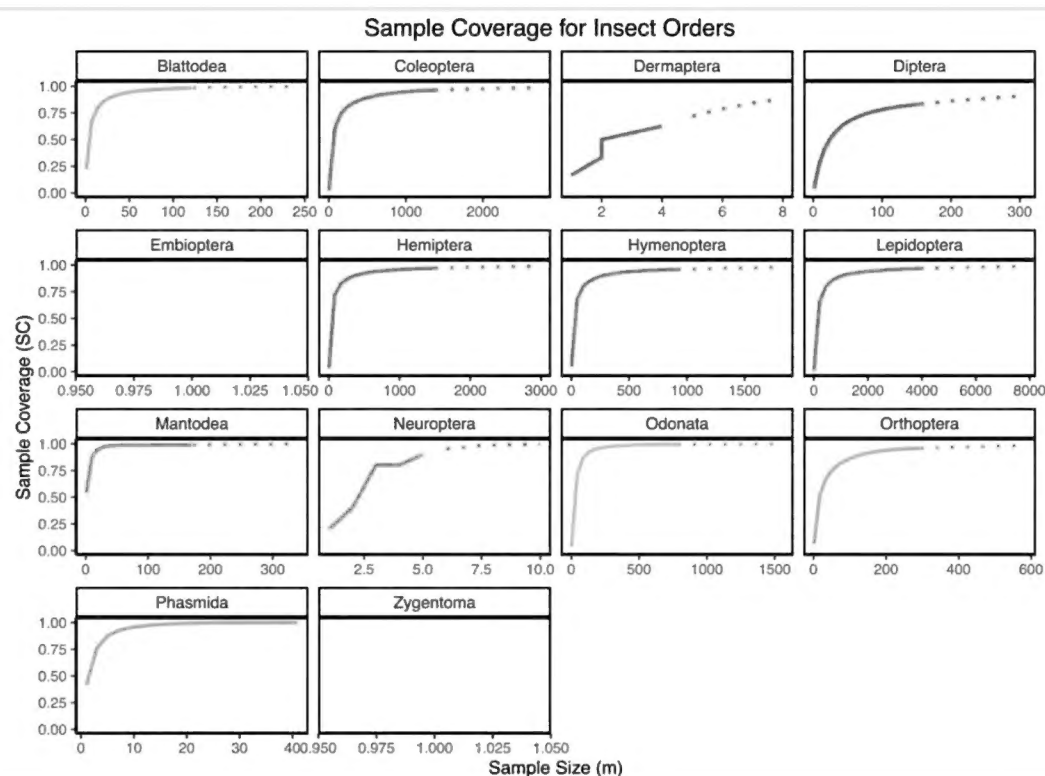 Sample Coverage for Insect Orders
Blattodea Coleoptera Dermaptera Diptera
1.00
0.75
0.50
0.25
0.00
0 50 100 150 200 250 0 1000 2000 2 4 6 8 0 100 200 300
Embioptera Hemiptera Hymenoptera Lepidoptera
1.00
0.75
0.50
0.25
0.00
0.950 0.975 1.000 1.025 1.050 0 1000 2000 3000 0 500 1000 1500 0 2000 4000 6000 8000
Sample Coverage (SC)
Mantodea Neuroptera Odonata Orthoptera
1.00
0.75
0.50
0.25
0.00
0 100 200 300 2.5 5.0 7.5 10.0 0 500 1000 1500 0 200 400 600
Phasmida Zygentoma
1.00
0.75
0.50
0.25
0.00
0 10 20 30 40 0.950 0.975 1.000 1.025 1.050
Sample Size (m)